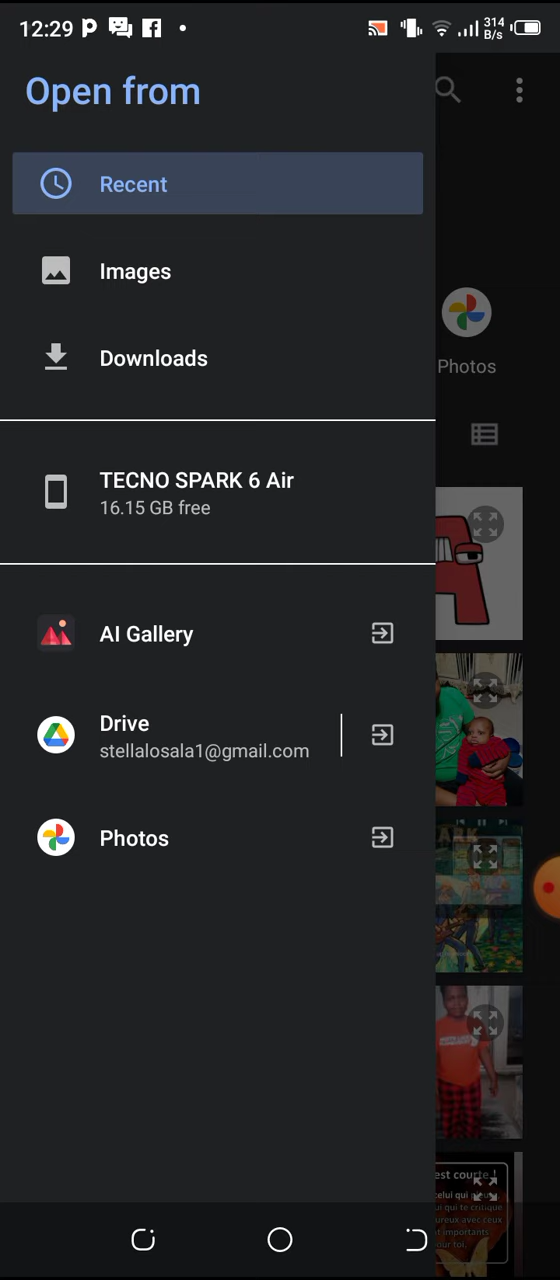 12:29
314
B/s
Open from
Recent
Images
Downloads
Photos
TECNO SPARK 6 Air
16.15 GB free
AI Gallery
Drive
stellalosala1@gmail.com
Photos
est courte !
celui qui
ui qui te critique
ureux avec ceux
importants
our toi.